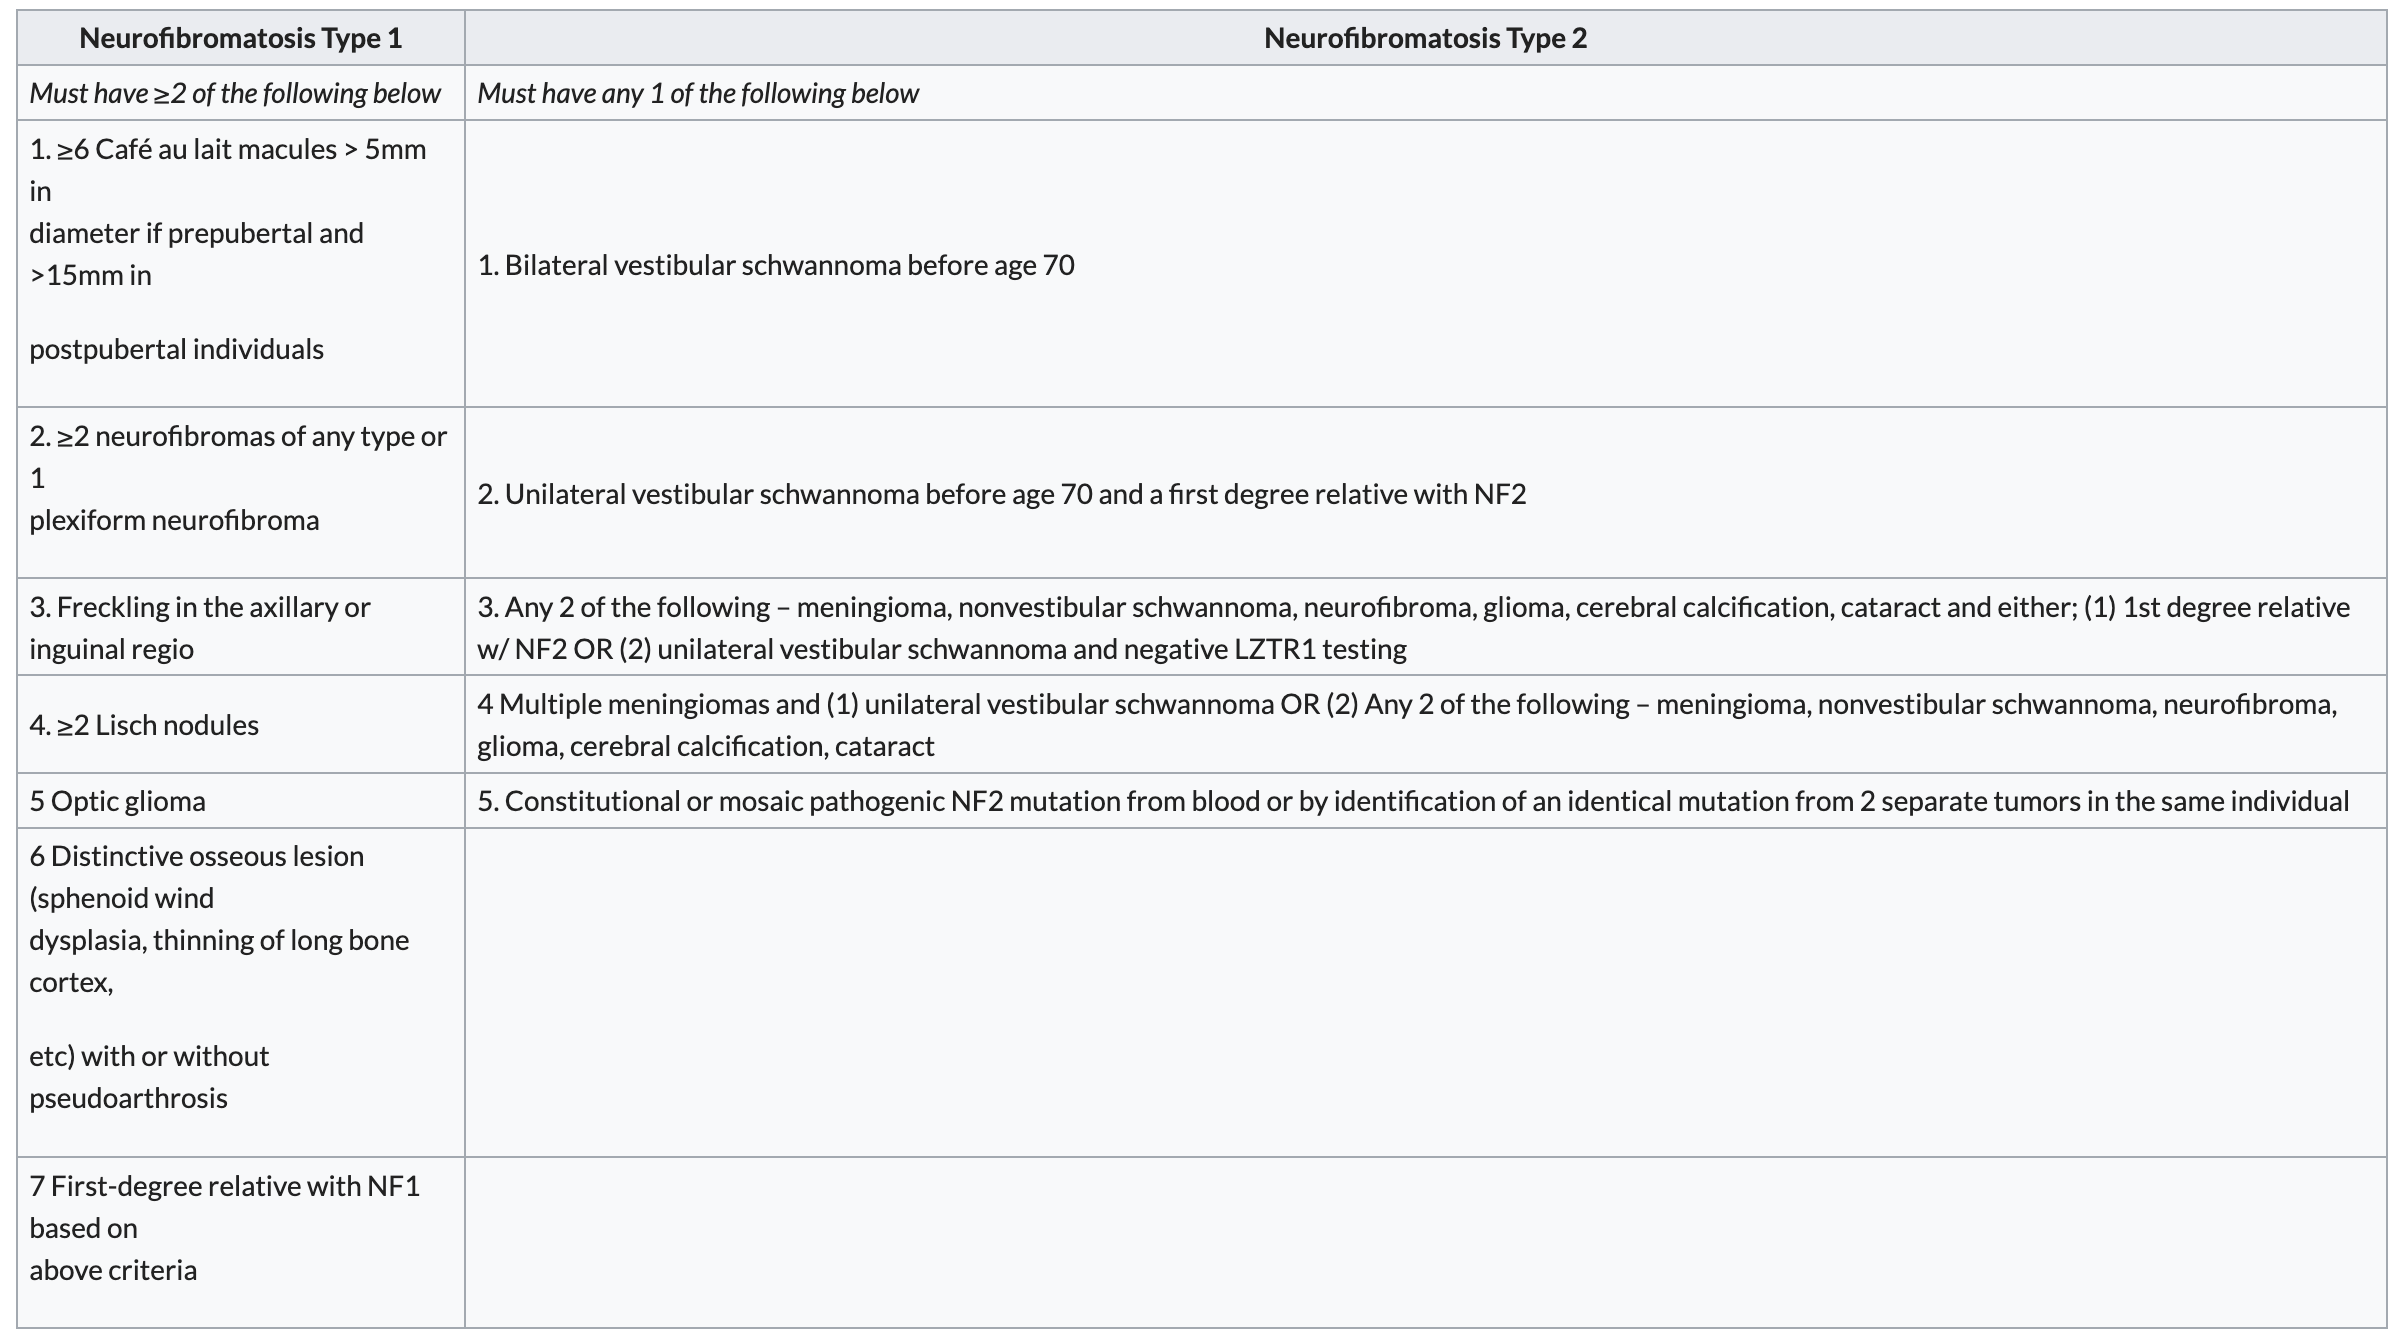 Neurofibromatosis Type 1
Neurofibromatosis Type 2
Must have ≥2 of the following below
Must have any 1 of the following below
1. ≥6 Café au lait macules > 5mm
in
diameter if prepubertal and
>15mm in
postpubertal individuals
1. Bilateral vestibular schwannoma before age 70
2. ≥2 neurofibromas of any type or
1
plexiform neurofibroma
2. Unilateral vestibular schwannoma before age 70 and a first degree relative with NF2
3. Freckling in the axillary or
inguinal regio
3. Any 2 of the following – meningioma, nonvestibular schwannoma, neurofibroma, glioma, cerebral calcification, cataract and either; (1) 1st degree relative
w/ NF2 OR (2) unilateral vestibular schwannoma and negative LZTR1 testing
4. ≥2 Lisch nodules
4 Multiple meningiomas and (1) unilateral vestibular schwannoma OR (2) Any 2 of the following – meningioma, nonvestibular schwannoma, neurofibroma,
glioma, cerebral calcification, cataract
5 Optic glioma
5. Constitutional or mosaic pathogenic NF2 mutation from blood or by identification of an identical mutation from 2 separate tumors in the same individual
6 Distinctive osseous lesion
(sphenoid wind
dysplasia, thinning of long bone
cortex,
etc) with or without
pseudoarthrosis
7 First-degree relative with NF1
based on
above criteria